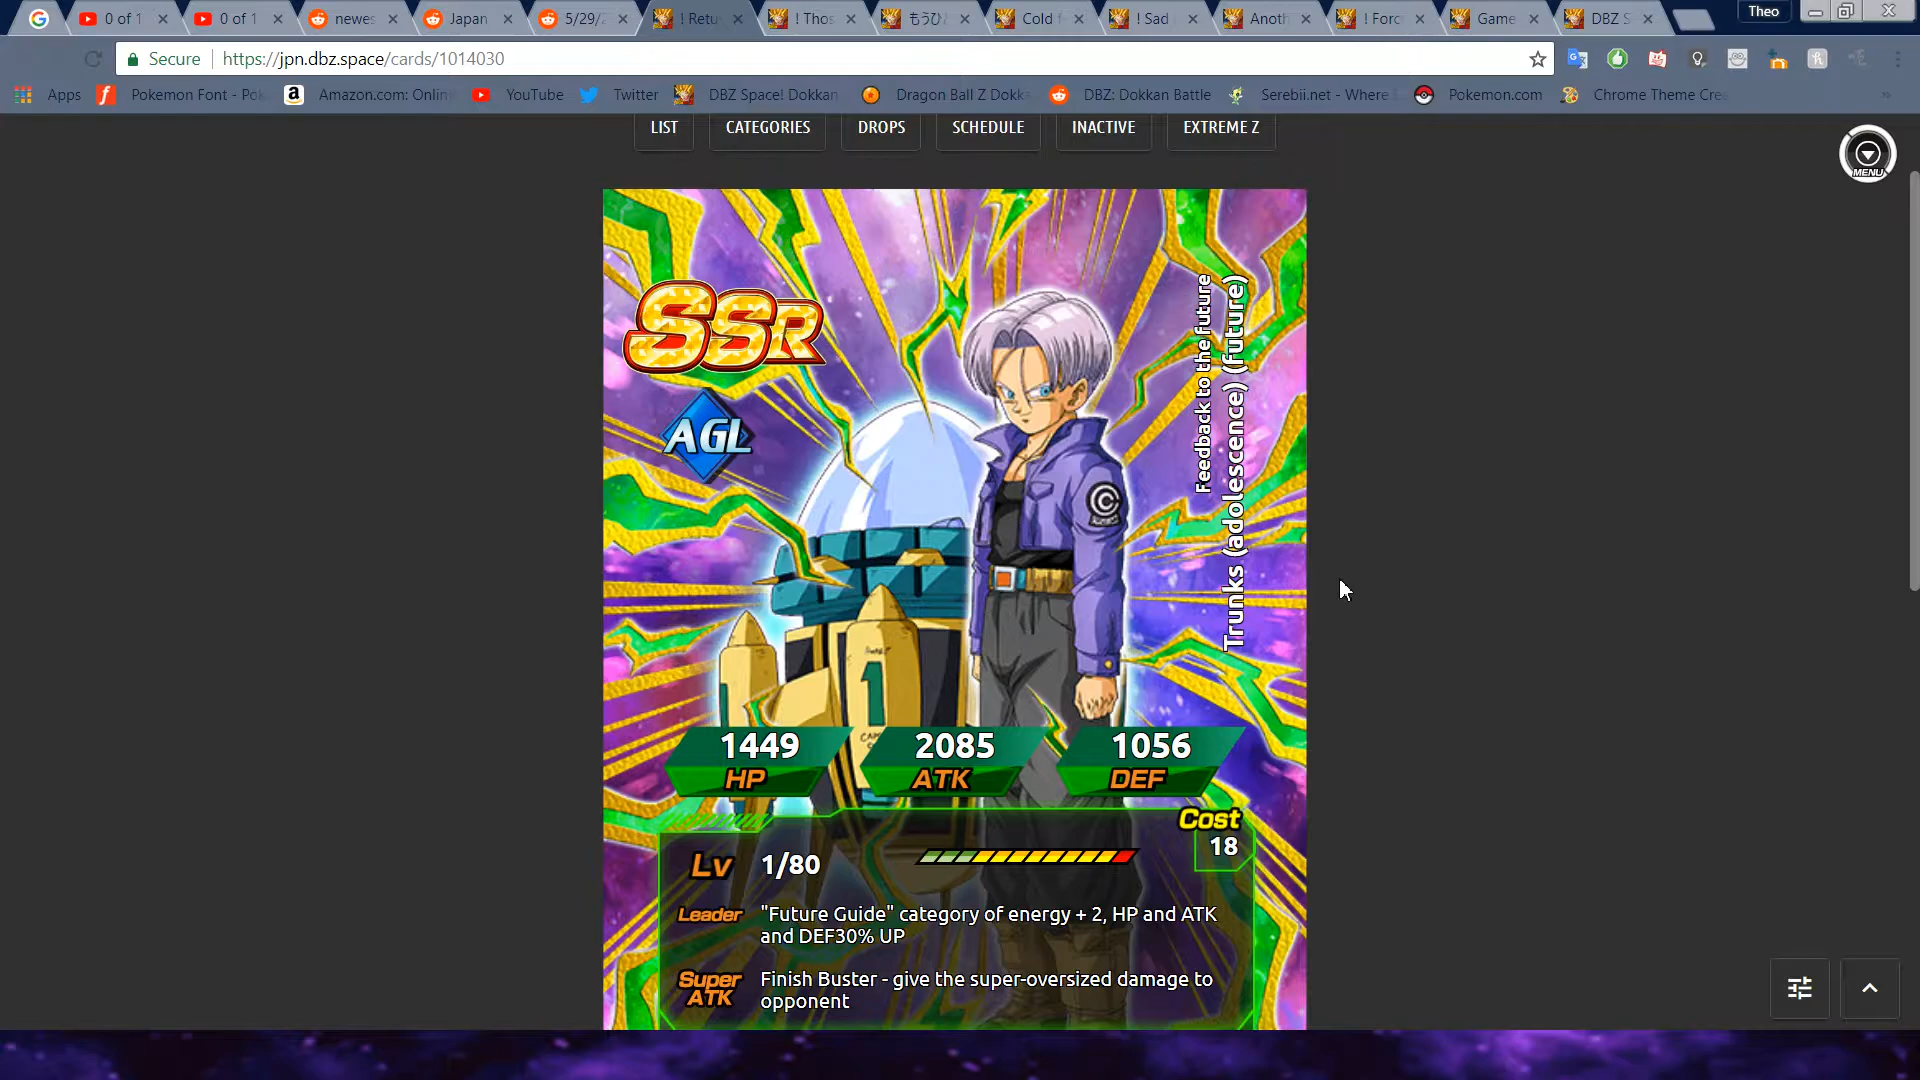 0 of 1
0 of 1
newes
Japan
5/29/
! Retu
! Thos
もうひ
Cold f
! Sad
Anoth
! Forc
Game
DBZ S
Theo
Secure
https://jpn.dbz.space/cards/1014030
Apps
Pokemon Font - Pok
Amazon.com: Onlin
YouTube
Twitter
DBZ Space! Dokkan
Dragon Ball Z Dokk
DBZ: Dokkan Battle
Serebii.net - Where
Pokemon.com
Chrome Theme Cre
LIST
CATEGORIES
DROPS
SCHEDULE
INACTIVE
EXTREME Z
MENU
SSR
AGL
Feedback to the future
Trunks (adolescence) (future)
1
1449
HP
2085
ATK
1056
DEF
Cost
18
Lv
1/80
Leader
"Future Guide" category of energy + 2, HP and ATK
and DEF30% UP
Super
ATK
Finish Buster - give the super-oversized damage to
opponent